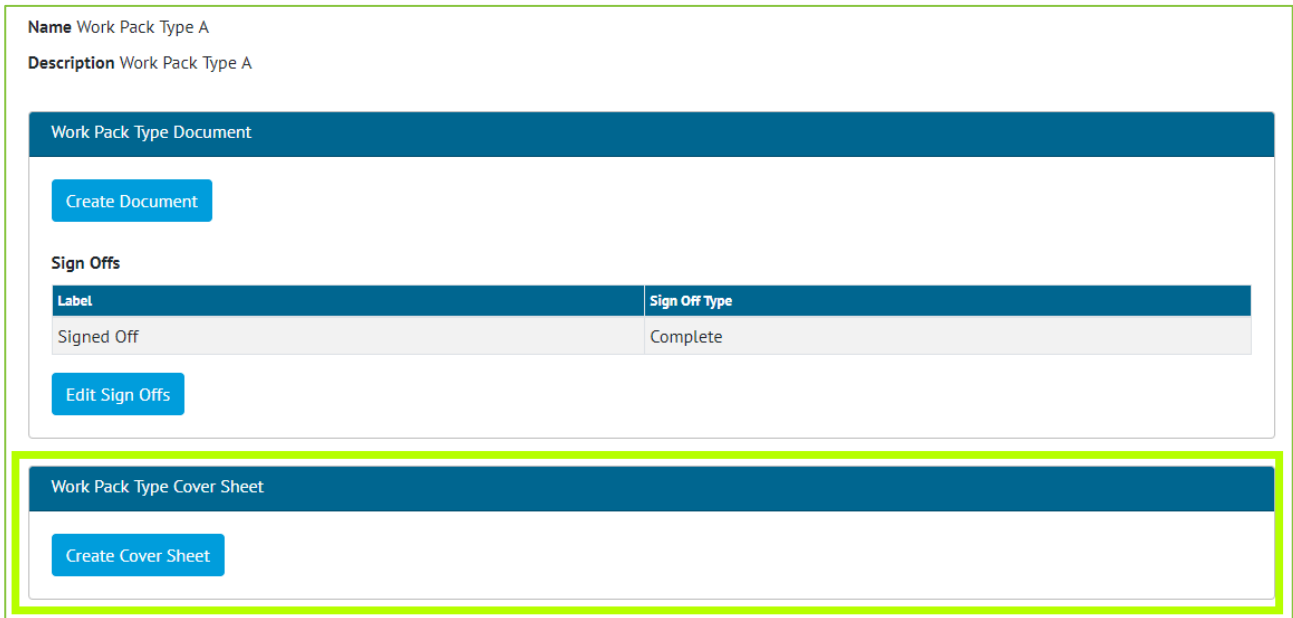 Name Work Pack Type A
Description Work Pack Type A
Work Pack Type Document
Create Document
Sign Offs
Label Sign Off Type
Signed Off Complete
Edit Sign Offs
Work Pack Type Cover Sheet
Create Cover Sheet